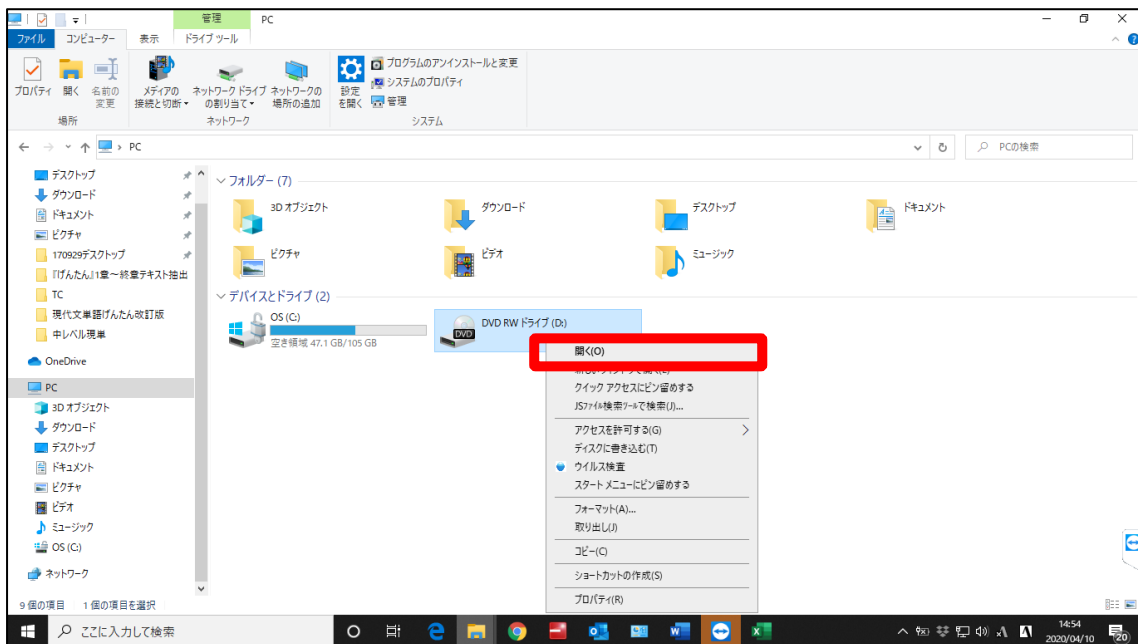 管理
PC
ファイル
コンピューター
表示
ドライブ ツール
プロパティ
開く
名前の
変更
メディアの
接続と切断
ネットワーク ドライブ
の割り当て
ネットワークの
場所の追加
設定
を開く
プログラムのアンインストールと変更
システムのプロパティ
管理
場所
ネットワーク
システム
PC
PCの検索
デスクトップ
ダウンロード
ドキュメント
ピクチャ
170929デスクトップ
『げんたん』1章～終章テキスト抽出
TC
現代文単語げんたん改訂版
中レベル現単
OneDrive
PC
3D オブジェクト
ダウンロード
デスクトップ
ドキュメント
ピクチャ
ビデオ
ミュージック
OS (C:)
ネットワーク
フォルダー (7)
3D オブジェクト
ダウンロード
デスクトップ
ドキュメント
ピクチャ
ビデオ
ミュージック
デバイスとドライブ (2)
OS (C:)
空き領域 47.1 GB/105 GB
DVD RW ドライブ (D:)
DVD
開く(O)
クイック アクセスにピン留めする
JSファイル検索ツールで検索(J)...
アクセスを許可する(G)
ディスクに書き込む(T)
ウイルス検査
スタート メニューにピン留めする
フォーマット(A)...
取り出し(J)
コピー(C)
ショートカットの作成(S)
プロパティ(R)
9 個の項目
1 個の項目を選択
ここに入力して検索
A
14:54
2020/04/10
20